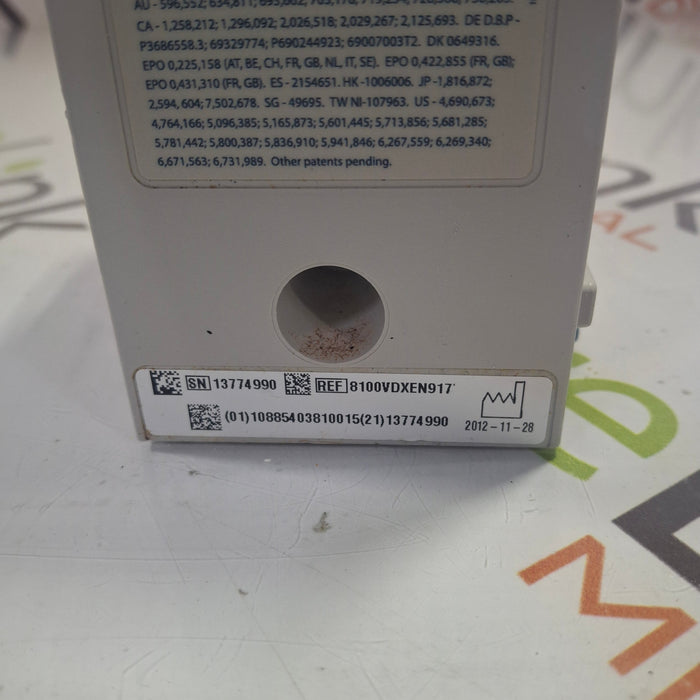 CA - 1,258,212; 1,296,092; 2,026,518; 2,029,267; 2,125,693. DE D.B.P-
P3686558.3; 69329774; P690244923; 69007003T2. DK 0649316.
EPO 0,225,158 (AT, BE, CH, FR, GB, NL, IT, SE). EPO 0,422,855 (FR, GB);
EPO 0,431,310 (FR, GB). ES - 2154651. HK -1006006. JP -1,816,872;
2,594,604; 7,502,678. SG - 49695. TW NI-107963. US - 4,690,673;
4,764,166; 5,096,385; 5,165,873; 5,601,445; 5,713,856; 5,681,285;
5,781,442; 5,800,387; 5,836,910; 5,941,846; 6,267,559; 6,269,340;
6,671,563; 6,731,989. Other patents pending.
SN 13774990 REF 8100VDXEN917
(01)10885403810015(21)13774990
2012-11-28